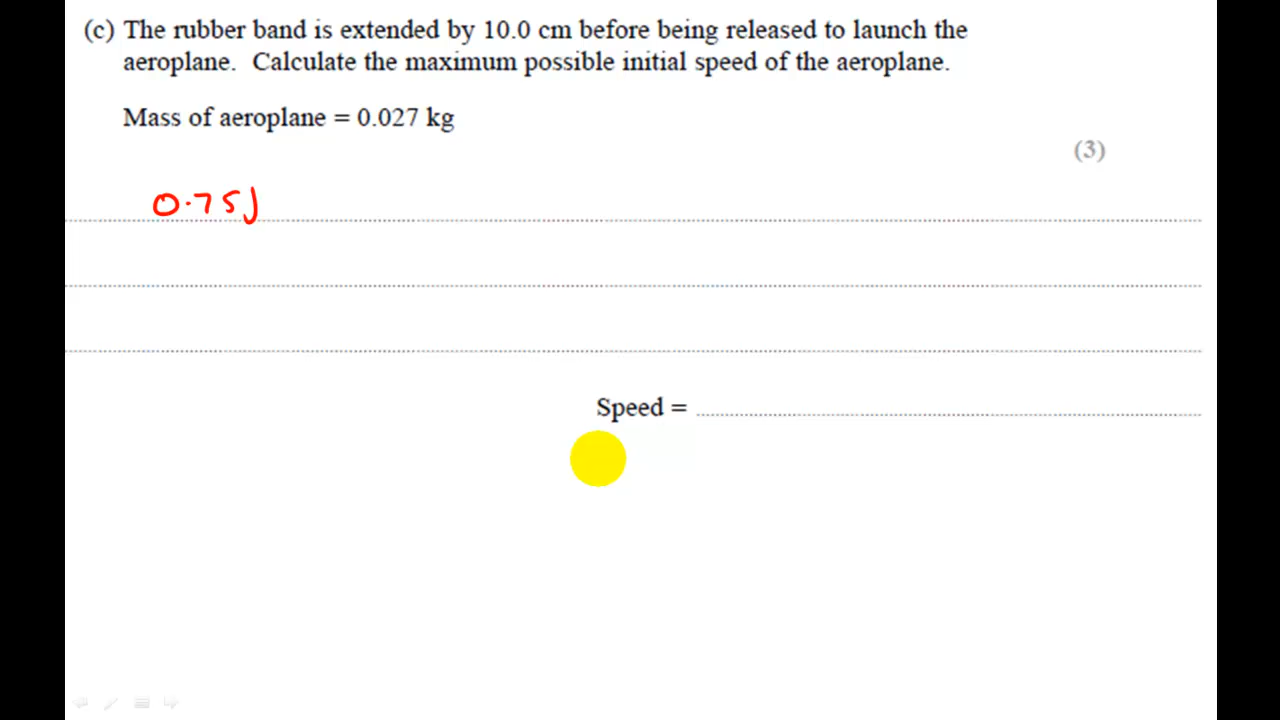 (c) The rubber band is extended by 10.0 cm before being released to launch the
aeroplane. Calculate the maximum possible initial speed of the aeroplane.
Mass of aeroplane = 0.027 kg
(3)
0.75J
Speed =